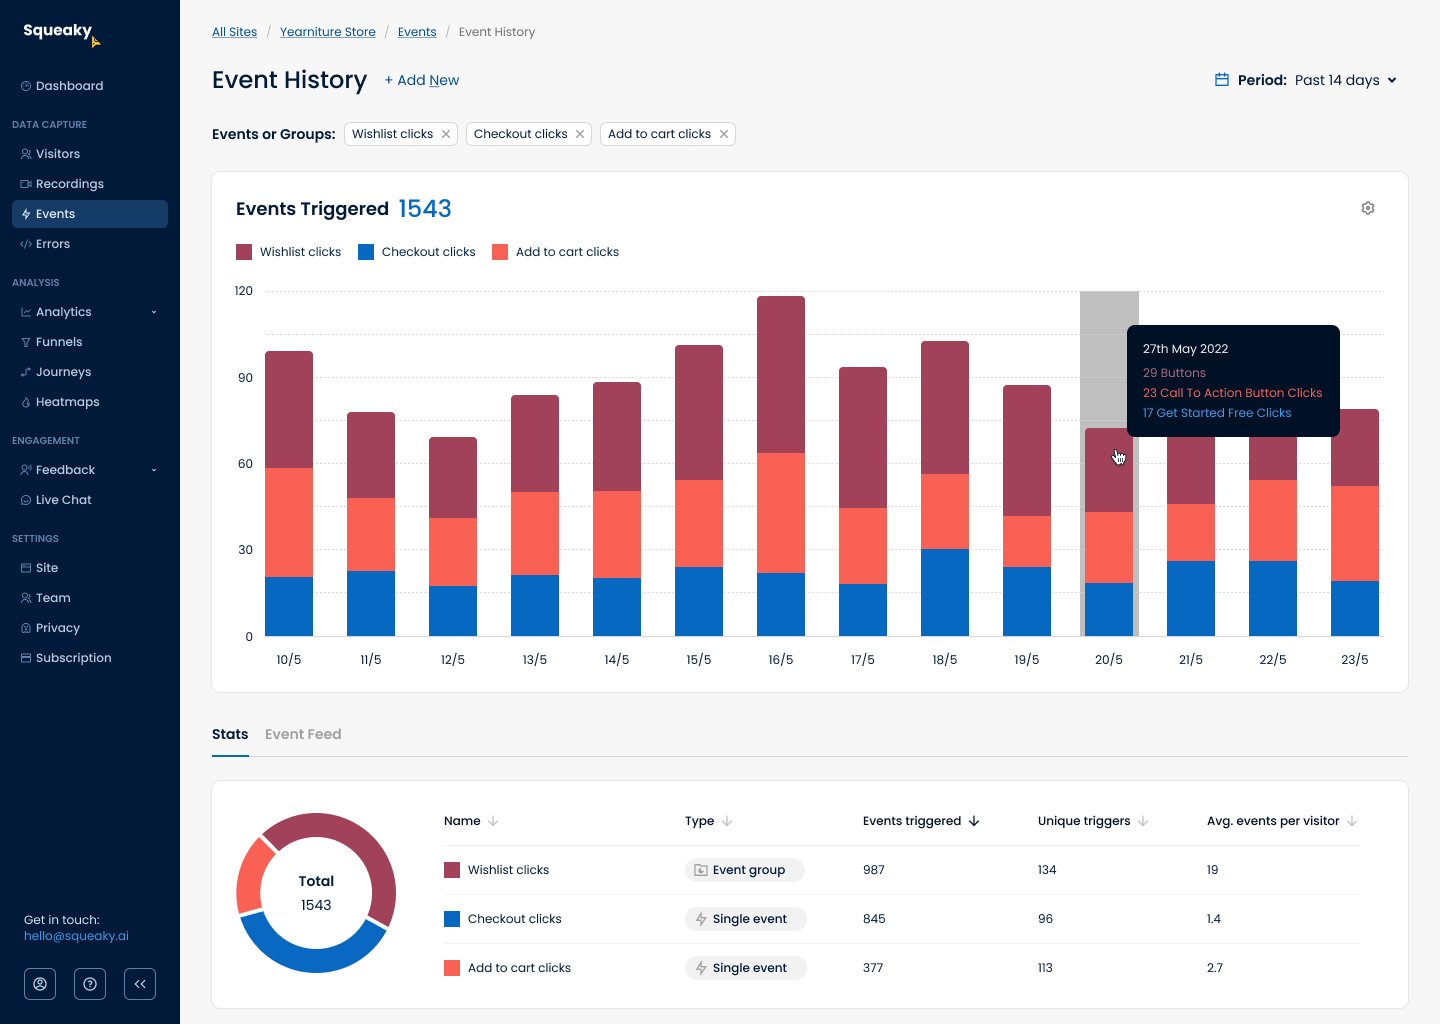 Squeaky
Dashboard
DATA CAPTURE
Visitors
Recordings
Events
Errors
ANALYSIS
Analytics
Funnels
Journeys
Heatmaps
ENGAGEMENT
Feedback
Live Chat
SETTINGS
Site
Team
Privacy
Subscription
Get in touch:
hello@squeaky.ai
All Sites / Yearniture Store / Events / Event History
Event History + Add New
Period: Past 14 days
Events or Groups: Wishlist clicks Checkout clicks Add to cart clicks
Events Triggered 1543
Wishlist clicks Checkout clicks Add to cart clicks
120
90
60
30
0
27th May 2022
29 Buttons
23 Call To Action Button Clicks
17 Get Started Free Clicks
10/5 11/5 12/5 13/5 14/5 15/5 16/5 17/5 18/5 19/5 20/5 21/5 22/5 23/5
Stats Event Feed
Total
1543
Name Type Events triggered Unique triggers Avg. events per visitor
Wishlist clicks Event group 987 134 19
Checkout clicks Single event 845 96 1.4
Add to cart clicks Single event 377 113 2.7